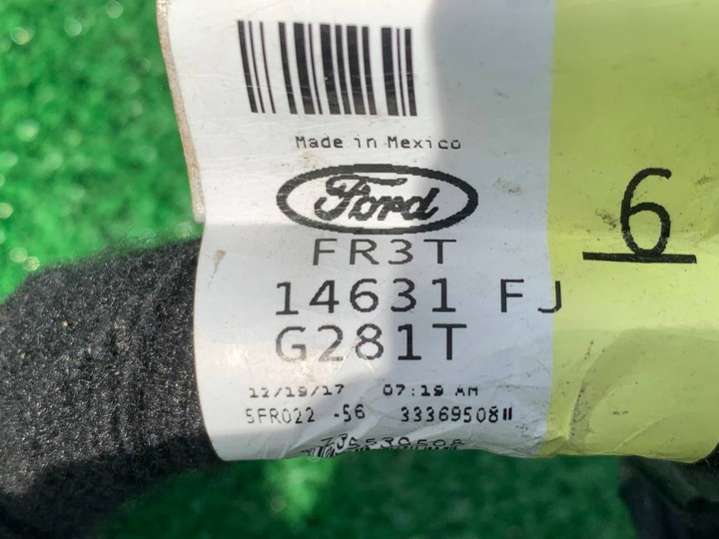 Made in Mexico
Ford
FR3T
6
14631 FJ
G281T
12/19/17 07:19 AM
5FR022 -56 33369508